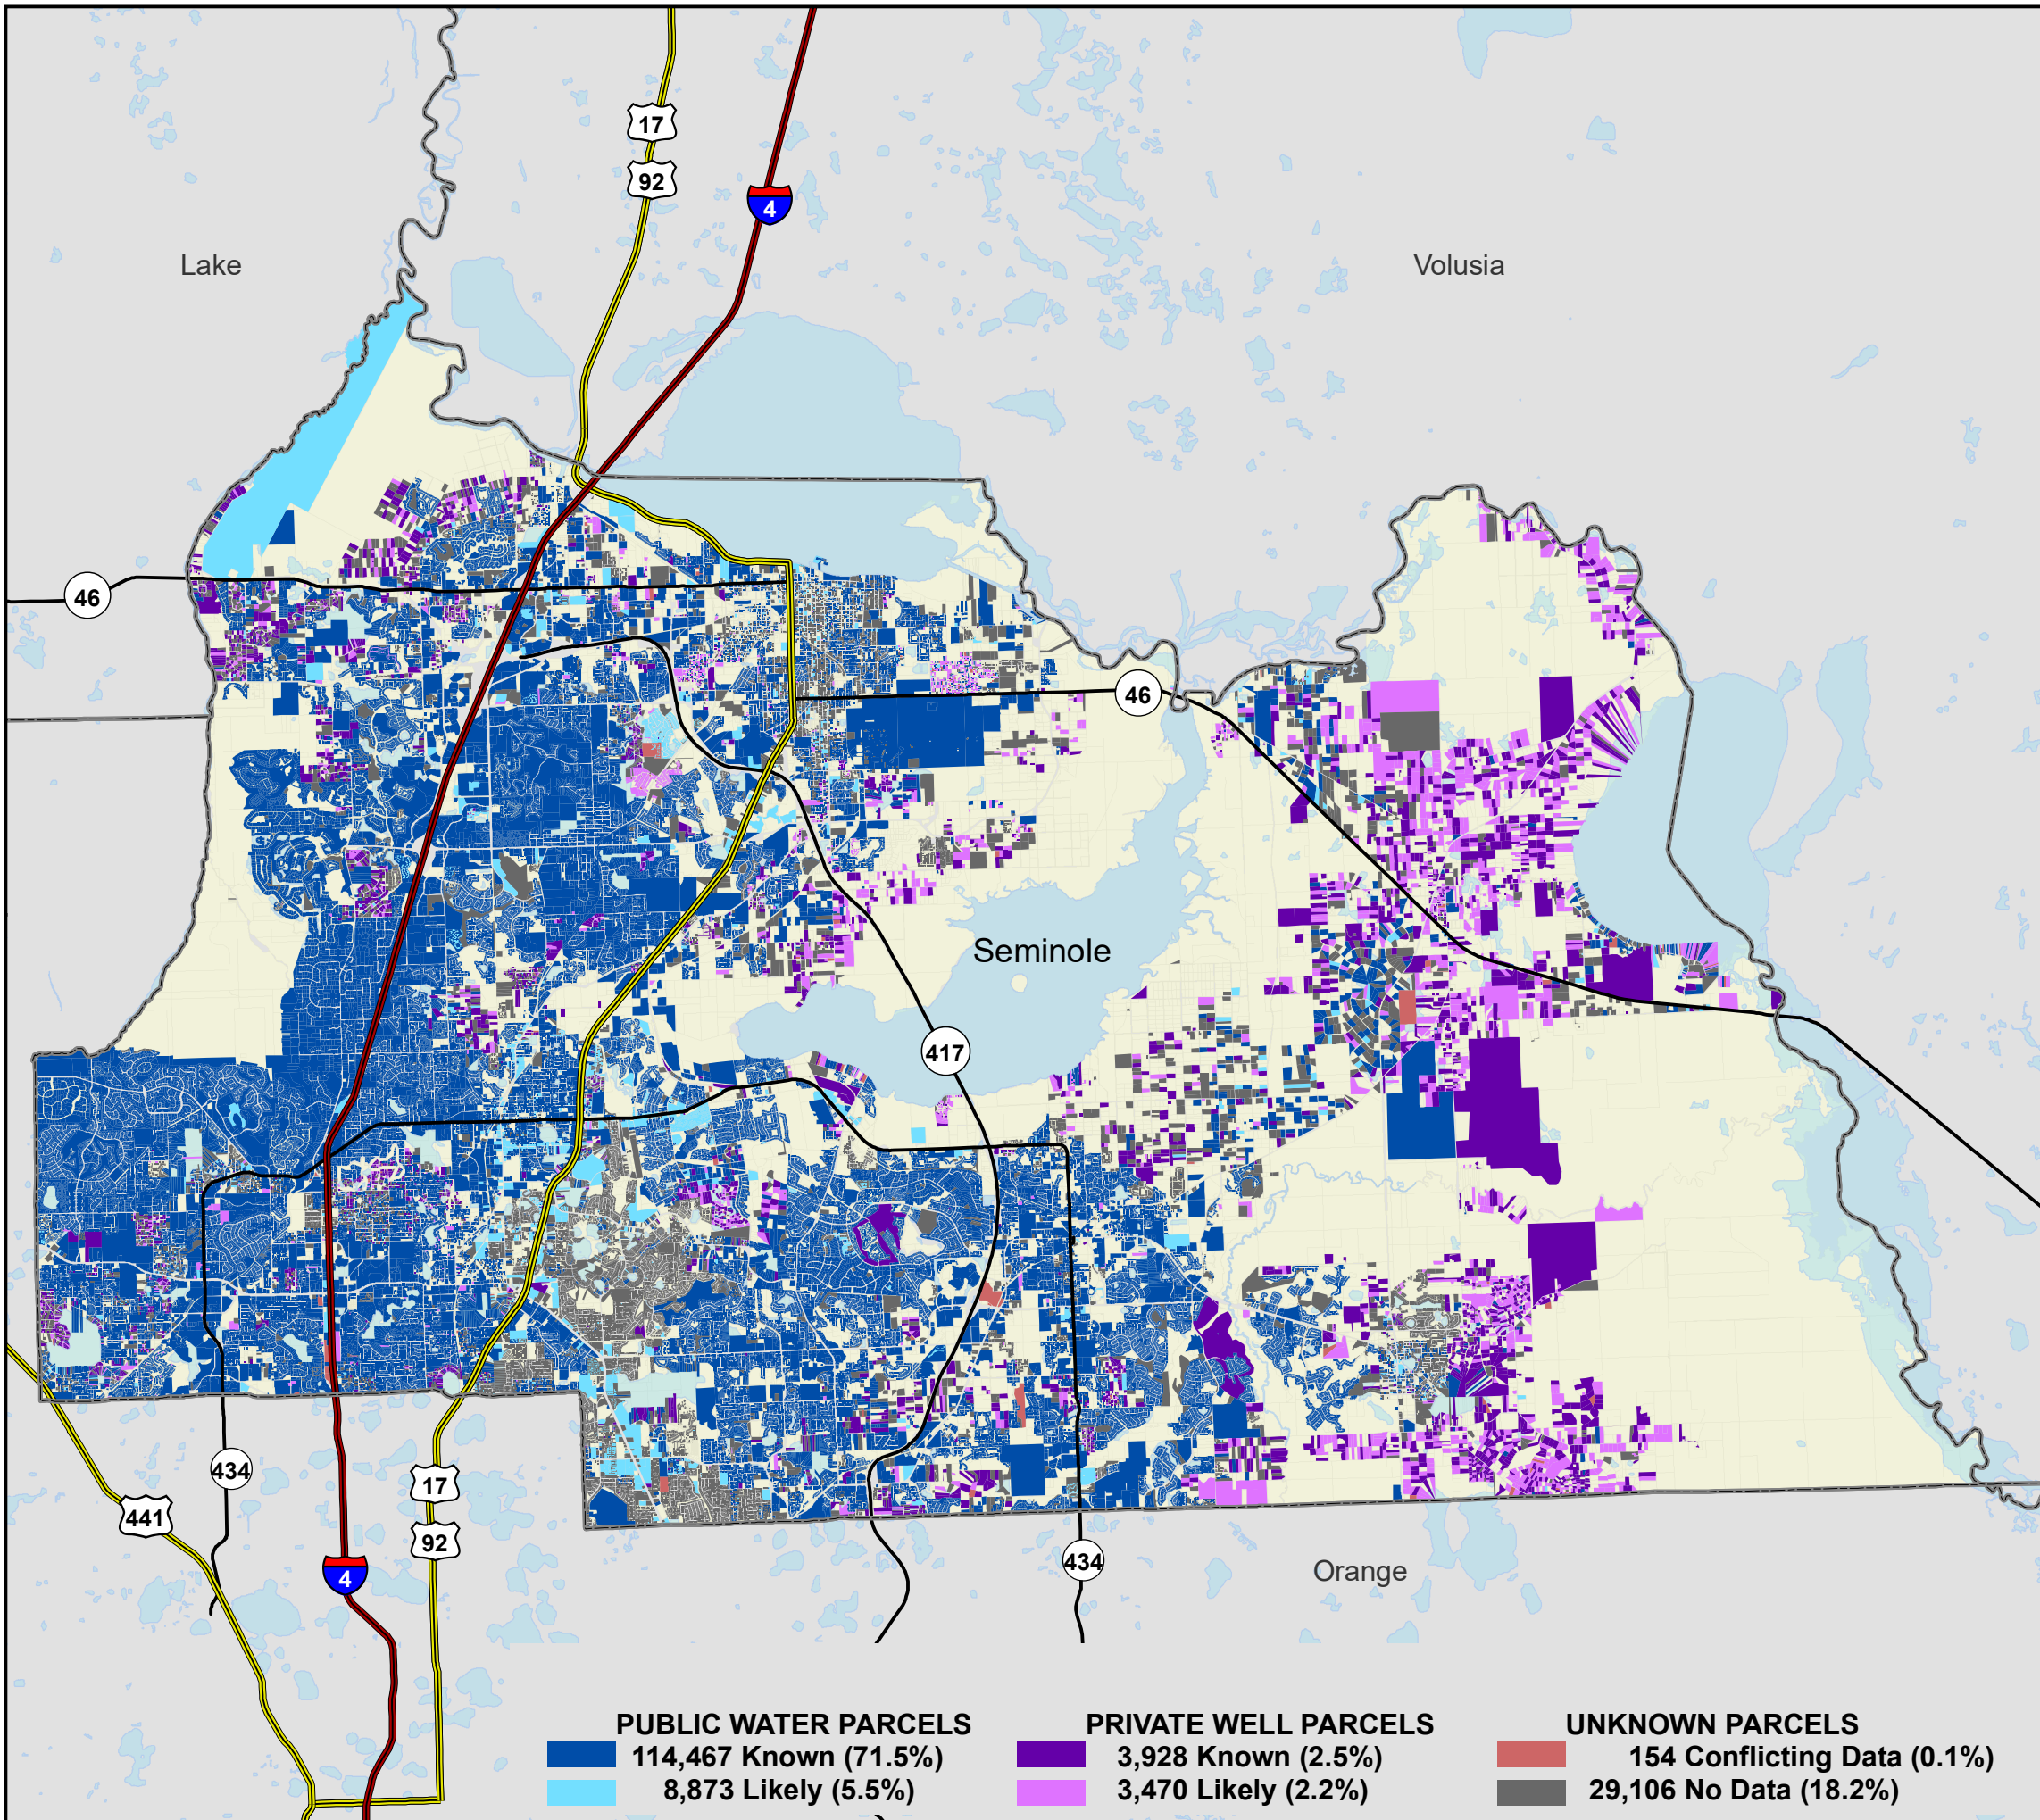 17
92
4
Lake
Volusia
46
46
Seminole
417
434
17
441
92
4
434
Orange
PUBLIC WATER PARCELS
114,467 Known (71.5%)
8,873 Likely (5.5%)
PRIVATE WELL PARCELS
3,928 Known (2.5%)
3,470 Likely (2.2%)
UNKNOWN PARCELS
154 Conflicting Data (0.1%)
29,106 No Data (18.2%)